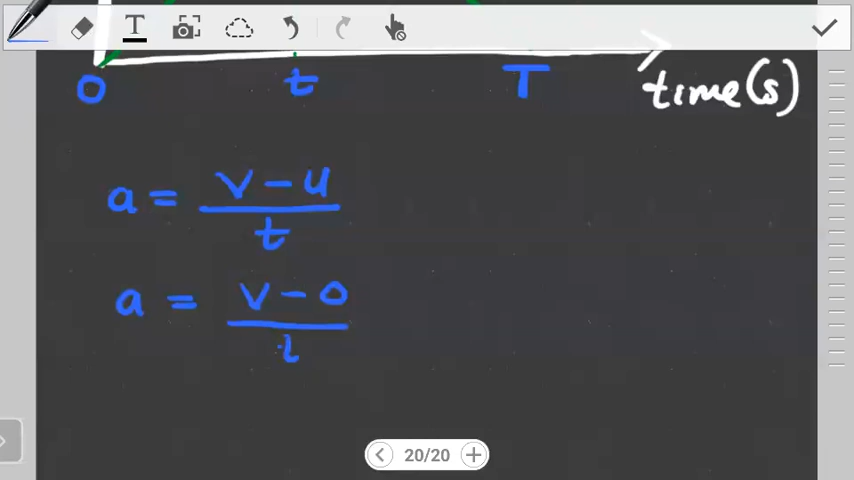 T
0 t T time(s)
a = v - u / t
a = v - 0 / t
20/20